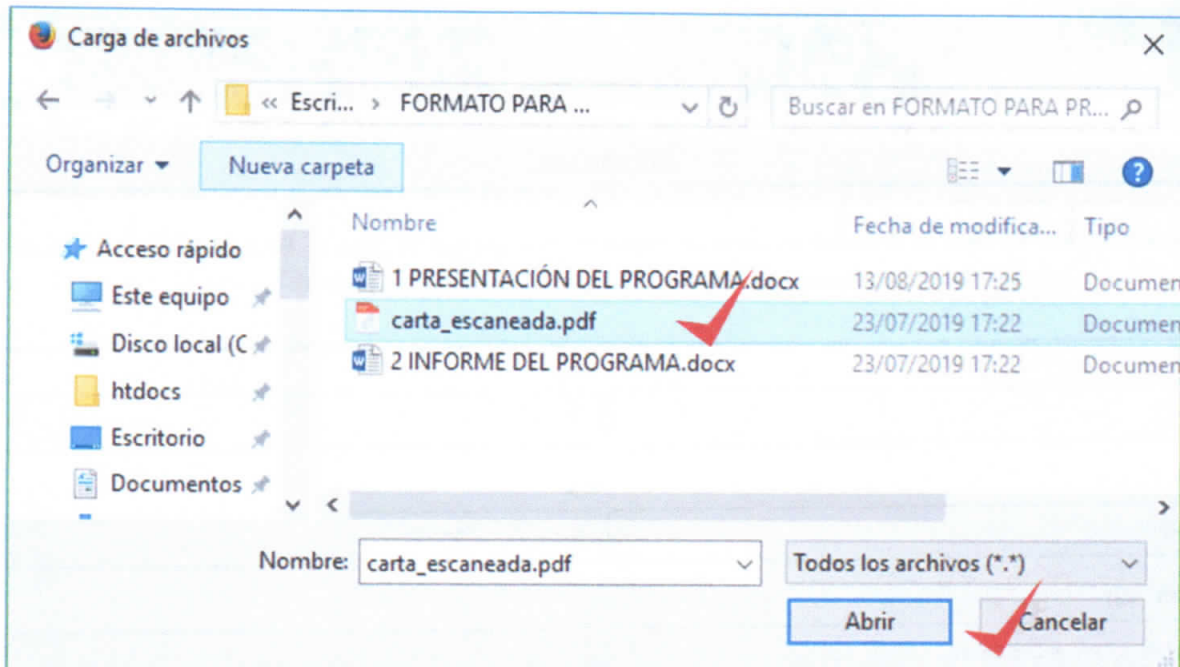 Carga de archivos
« Escri... › FORMATO PARA ...
Buscar en FORMATO PARA PR...
Organizar
Nueva carpeta
Nombre
Fecha de modifica...
Tipo
Acceso rápido
Este equipo
Disco local (C
htdocs
Escritorio
Documentos
1 PRESENTACIÓN DEL PROGRAMA.docx 13/08/2019 17:25 Documen
carta_escaneada.pdf 23/07/2019 17:22 Documen
2 INFORME DEL PROGRAMA.docx 23/07/2019 17:22 Documen
Nombre: carta_escaneada.pdf
Todos los archivos (*.*)
Abrir
Cancelar